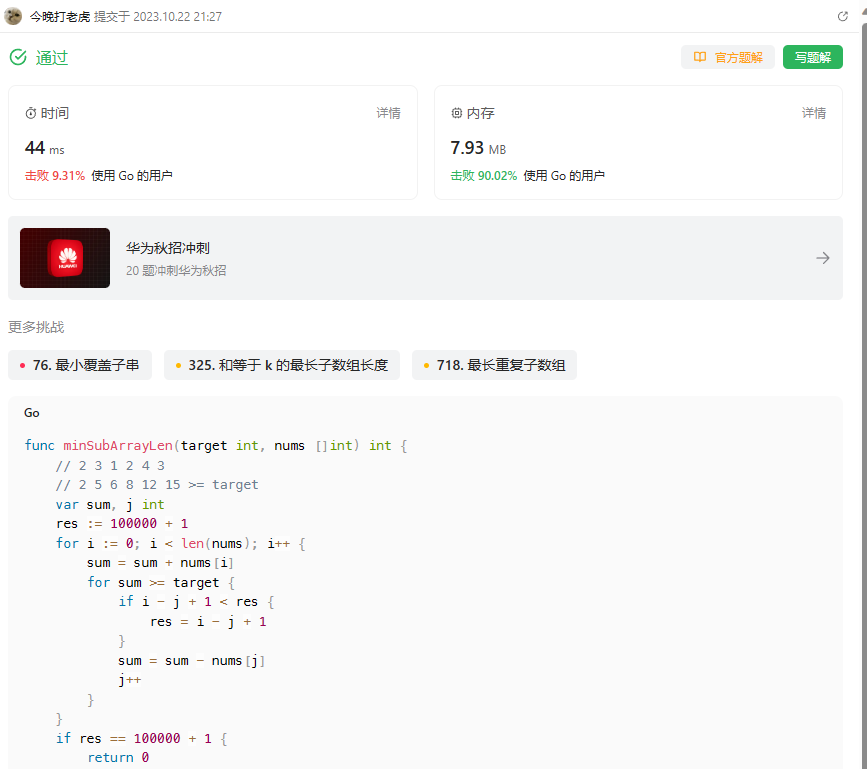 今晚打老虎 提交于 2023.10.22 21:27
通过
官方题解
写题解
时间
详情
44 ms
击败 9.31% 使用 Go 的用户
内存
详情
7.93 MB
击败 90.02% 使用 Go 的用户
HUAWEI
华为秋招冲刺
20 题冲刺华为秋招
更多挑战
76. 最小覆盖子串
325. 和等于 k 的最长子数组长度
718. 最长重复子数组
Go
func minSubArrayLen(target int, nums []int) int {
    // 2 3 1 2 4 3
    // 2 5 6 8 12 15 >= target
    var sum, j int
    res := 100000 + 1
    for i := 0; i < len(nums); i++ {
        sum = sum + nums[i]
        for sum >= target {
            if i - j + 1 < res {
                res = i - j + 1
            }
            sum = sum - nums[j]
            j++
        }
    }
    if res == 100000 + 1 {
        return 0